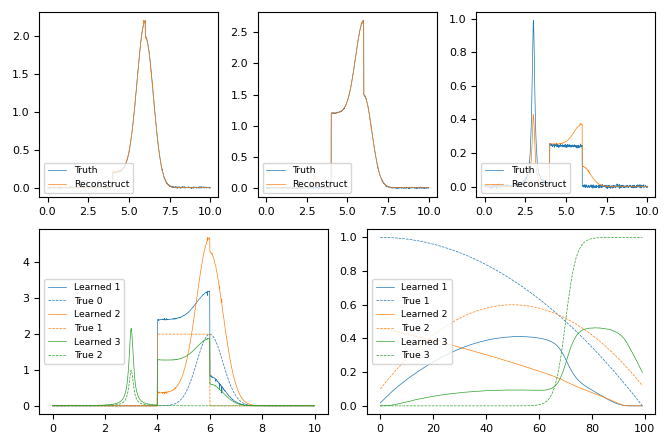 2.0
1.5
1.0
0.5
0.0
Truth
Reconstruct
0.0 2.5 5.0 7.5 10.0
2.5
2.0
1.5
1.0
0.5
0.0
Truth
Reconstruct
0.0 2.5 5.0 7.5 10.0
1.0
0.8
0.6
0.4
0.2
0.0
Truth
Reconstruct
0.0 2.5 5.0 7.5 10.0
4
3
2
1
0
Learned 1
True 0
Learned 2
True 1
Learned 3
True 2
0 2 4 6 8 10
1.0
0.8
0.6
0.4
0.2
0.0
Learned 1
True 1
Learned 2
True 2
Learned 3
True 3
0 20 40 60 80 100